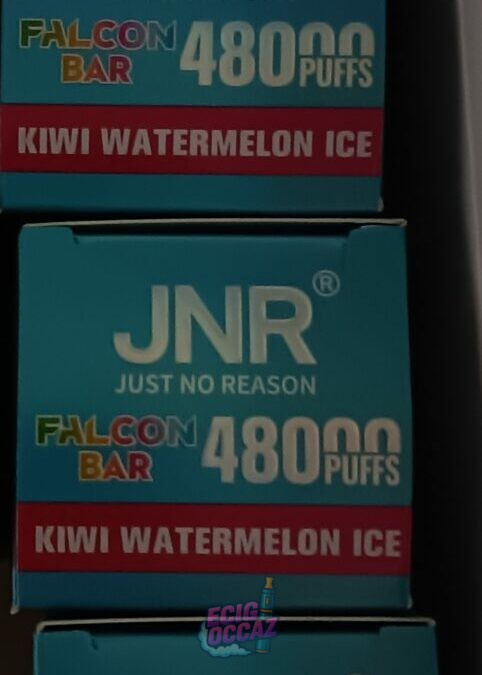 FALCON
BAR
48000
PUFFS
KIWI WATERMELON ICE
JNR®
JUST NO REASON
FALCON
BAR
48000
PUFFS
KIWI WATERMELON ICE
ECIG
OCCAZ